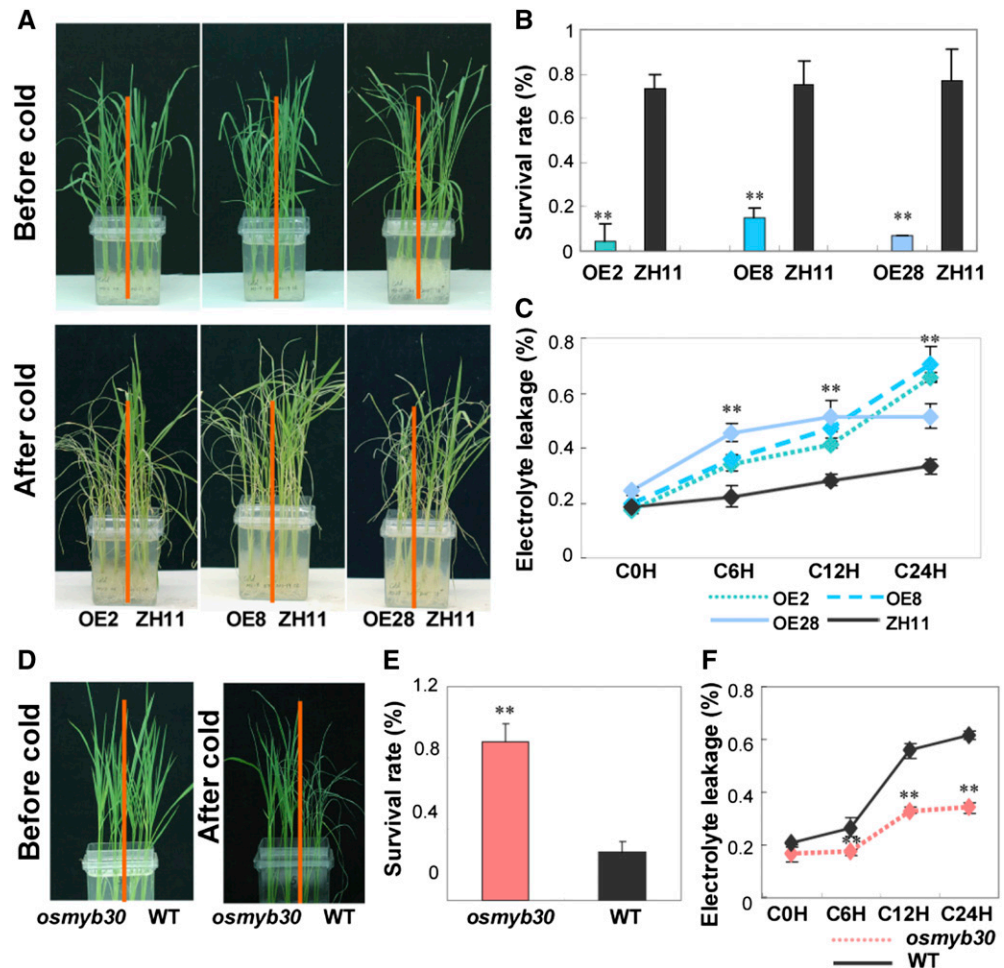 A
Before cold
After cold
OE2 ZH11 OE8 ZH11 OE28 ZH11
B
Survival rate (%)
1
0.8
0.6
0.4
0.2
0
** ** **
OE2 ZH11 OE8 ZH11 OE28 ZH11
C
Electrolyte leakage (%)
0.8
0.6
0.4
0.2
0
** ** **
C0H C6H C12H C24H
OE2 OE8
OE28 ZH11
D
Before cold
After cold
osmyb30 WT osmyb30 WT
E
Survival rate (%)
1.2
0.8
0.4
0
**
osmyb30 WT
F
Electrolyte leakage (%)
0.8
0.6
0.4
0.2
0
** ** **
C0H C6H C12H C24H
osmyb30
WT